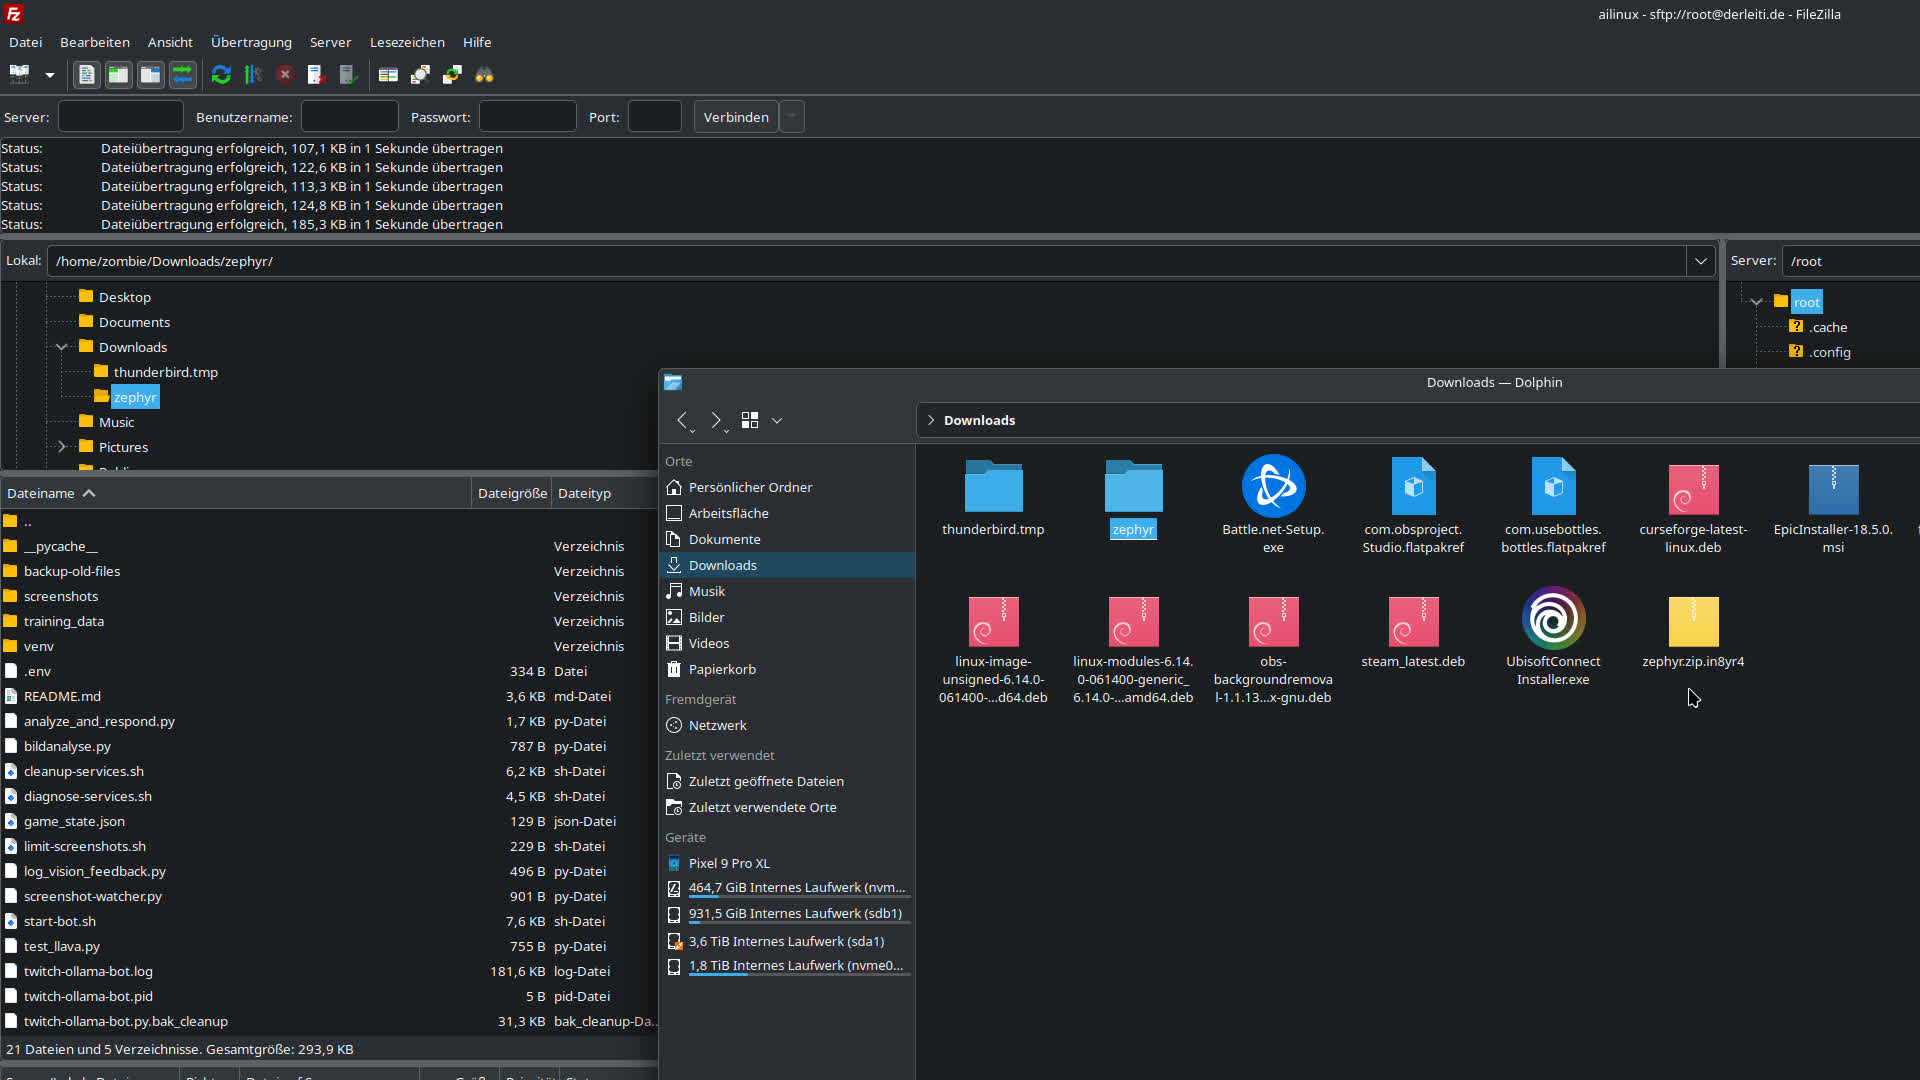 ailinux - sftp://root@derleiti.de - FileZilla
Datei Bearbeiten Ansicht Übertragung Server Lesezeichen Hilfe
Server: Benutzername: Passwort: Port: Verbinden
Status: Dateiübertragung erfolgreich, 107,1 KB in 1 Sekunde übertragen
Status: Dateiübertragung erfolgreich, 122,6 KB in 1 Sekunde übertragen
Status: Dateiübertragung erfolgreich, 113,3 KB in 1 Sekunde übertragen
Status: Dateiübertragung erfolgreich, 124,8 KB in 1 Sekunde übertragen
Status: Dateiübertragung erfolgreich, 185,3 KB in 1 Sekunde übertragen
Lokal: /home/zombie/Downloads/zephyr/
Desktop
Documents
Downloads
thunderbird.tmp
zephyr
Music
Pictures
Server: /root
root
.cache
.config
Dateiname Dateigröße Dateityp
..
__pycache__ Verzeichnis
backup-old-files Verzeichnis
screenshots Verzeichnis
training_data Verzeichnis
venv Verzeichnis
.env 334 B Datei
README.md 3,6 KB md-Datei
analyze_and_respond.py 1,7 KB py-Datei
bildanalyse.py 787 B py-Datei
cleanup-services.sh 6,2 KB sh-Datei
diagnose-services.sh 4,5 KB sh-Datei
game_state.json 129 B json-Datei
limit-screenshots.sh 229 B sh-Datei
log_vision_feedback.py 496 B py-Datei
screenshot-watcher.py 901 B py-Datei
start-bot.sh 7,6 KB sh-Datei
test_llava.py 755 B py-Datei
twitch-ollama-bot.log 181,6 KB log-Datei
twitch-ollama-bot.pid 5 B pid-Datei
twitch-ollama-bot.py.bak_cleanup 31,3 KB bak_cleanup-Da...
21 Dateien und 5 Verzeichnisse. Gesamtgröße: 293,9 KB
Downloads — Dolphin
Downloads
Orte
Persönlicher Ordner
Arbeitsfläche
Dokumente
Downloads
Musik
Bilder
Videos
Papierkorb
Fremdgerät
Netzwerk
Zuletzt verwendet
Zuletzt geöffnete Dateien
Zuletzt verwendete Orte
Geräte
Pixel 9 Pro XL
464,7 GiB Internes Laufwerk (nvm...
931,5 GiB Internes Laufwerk (sdb1)
3,6 TiB Internes Laufwerk (sda1)
1,8 TiB Internes Laufwerk (nvme0...
thunderbird.tmp
zephyr
Battle.net-Setup.
exe
com.obsproject.
Studio.flatpakref
com.usebottles.
bottles.flatpakref
curseforge-latest-
linux.deb
EpicInstaller-18.5.0.
msi
linux-image-
unsigned-6.14.0-
061400-...d64.deb
linux-modules-6.14.
0-061400-generic_
6.14.0-...amd64.deb
obs-
backgroundremova
l-1.1.13...x-gnu.deb
steam_latest.deb
UbisoftConnect
Installer.exe
zephyr.zip.in8yr4